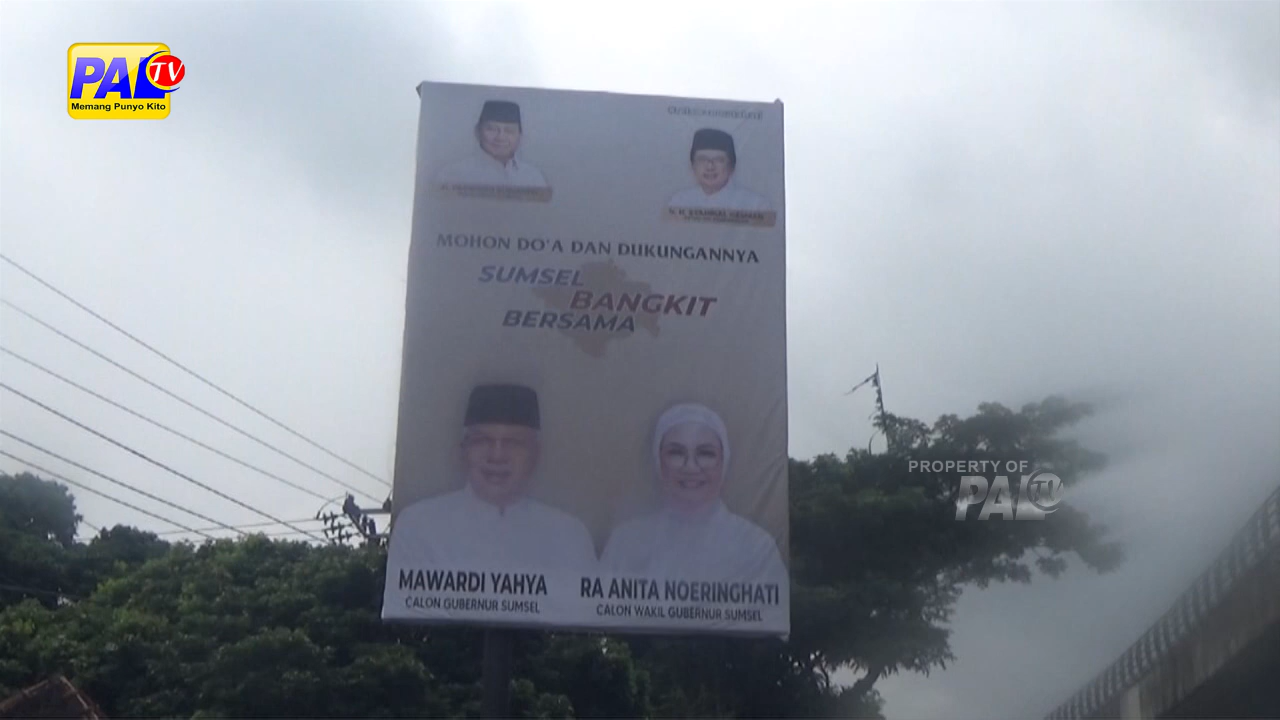 PAL TV
Memang Punyo Kito
MOHON DO'A DAN DUKUNGANNYA
SUMSEL
BANGKIT
BERSAMA
MAWARDI YAHYA
CALON GUBERNUR SUMSEL
RA ANITA NOERINGHATI
CALON WAKIL GUBERNUR SUMSEL
PROPERTY OF
PAL TV